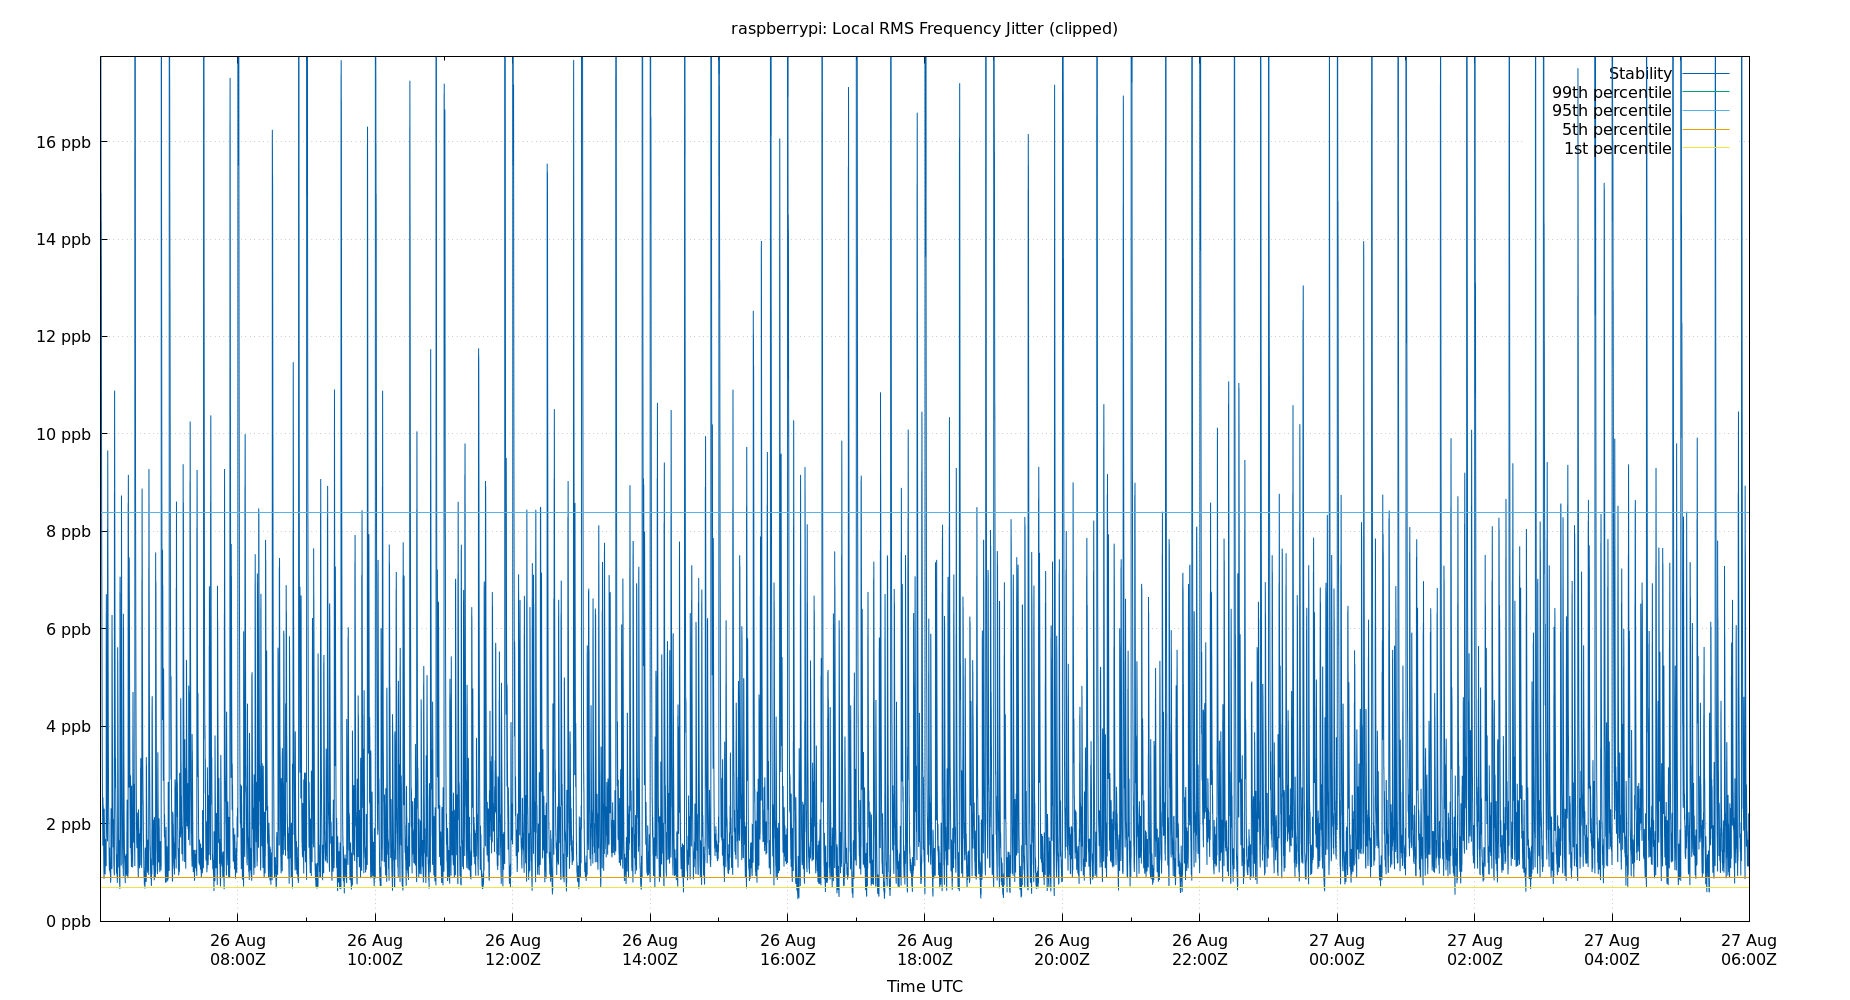 raspberrypi: Local RMS Frequency Jitter (clipped)
Stability
99th percentile
95th percentile
5th percentile
1st percentile
16 ppb
14 ppb
12 ppb
10 ppb
8 ppb
6 ppb
4 ppb
2 ppb
0 ppb
26 Aug 26 Aug 26 Aug 26 Aug 26 Aug 26 Aug 26 Aug 26 Aug 27 Aug 27 Aug 27 Aug 27 Aug
08:00Z 10:00Z 12:00Z 14:00Z 16:00Z 18:00Z 20:00Z 22:00Z 00:00Z 02:00Z 04:00Z 06:00Z
Time UTC